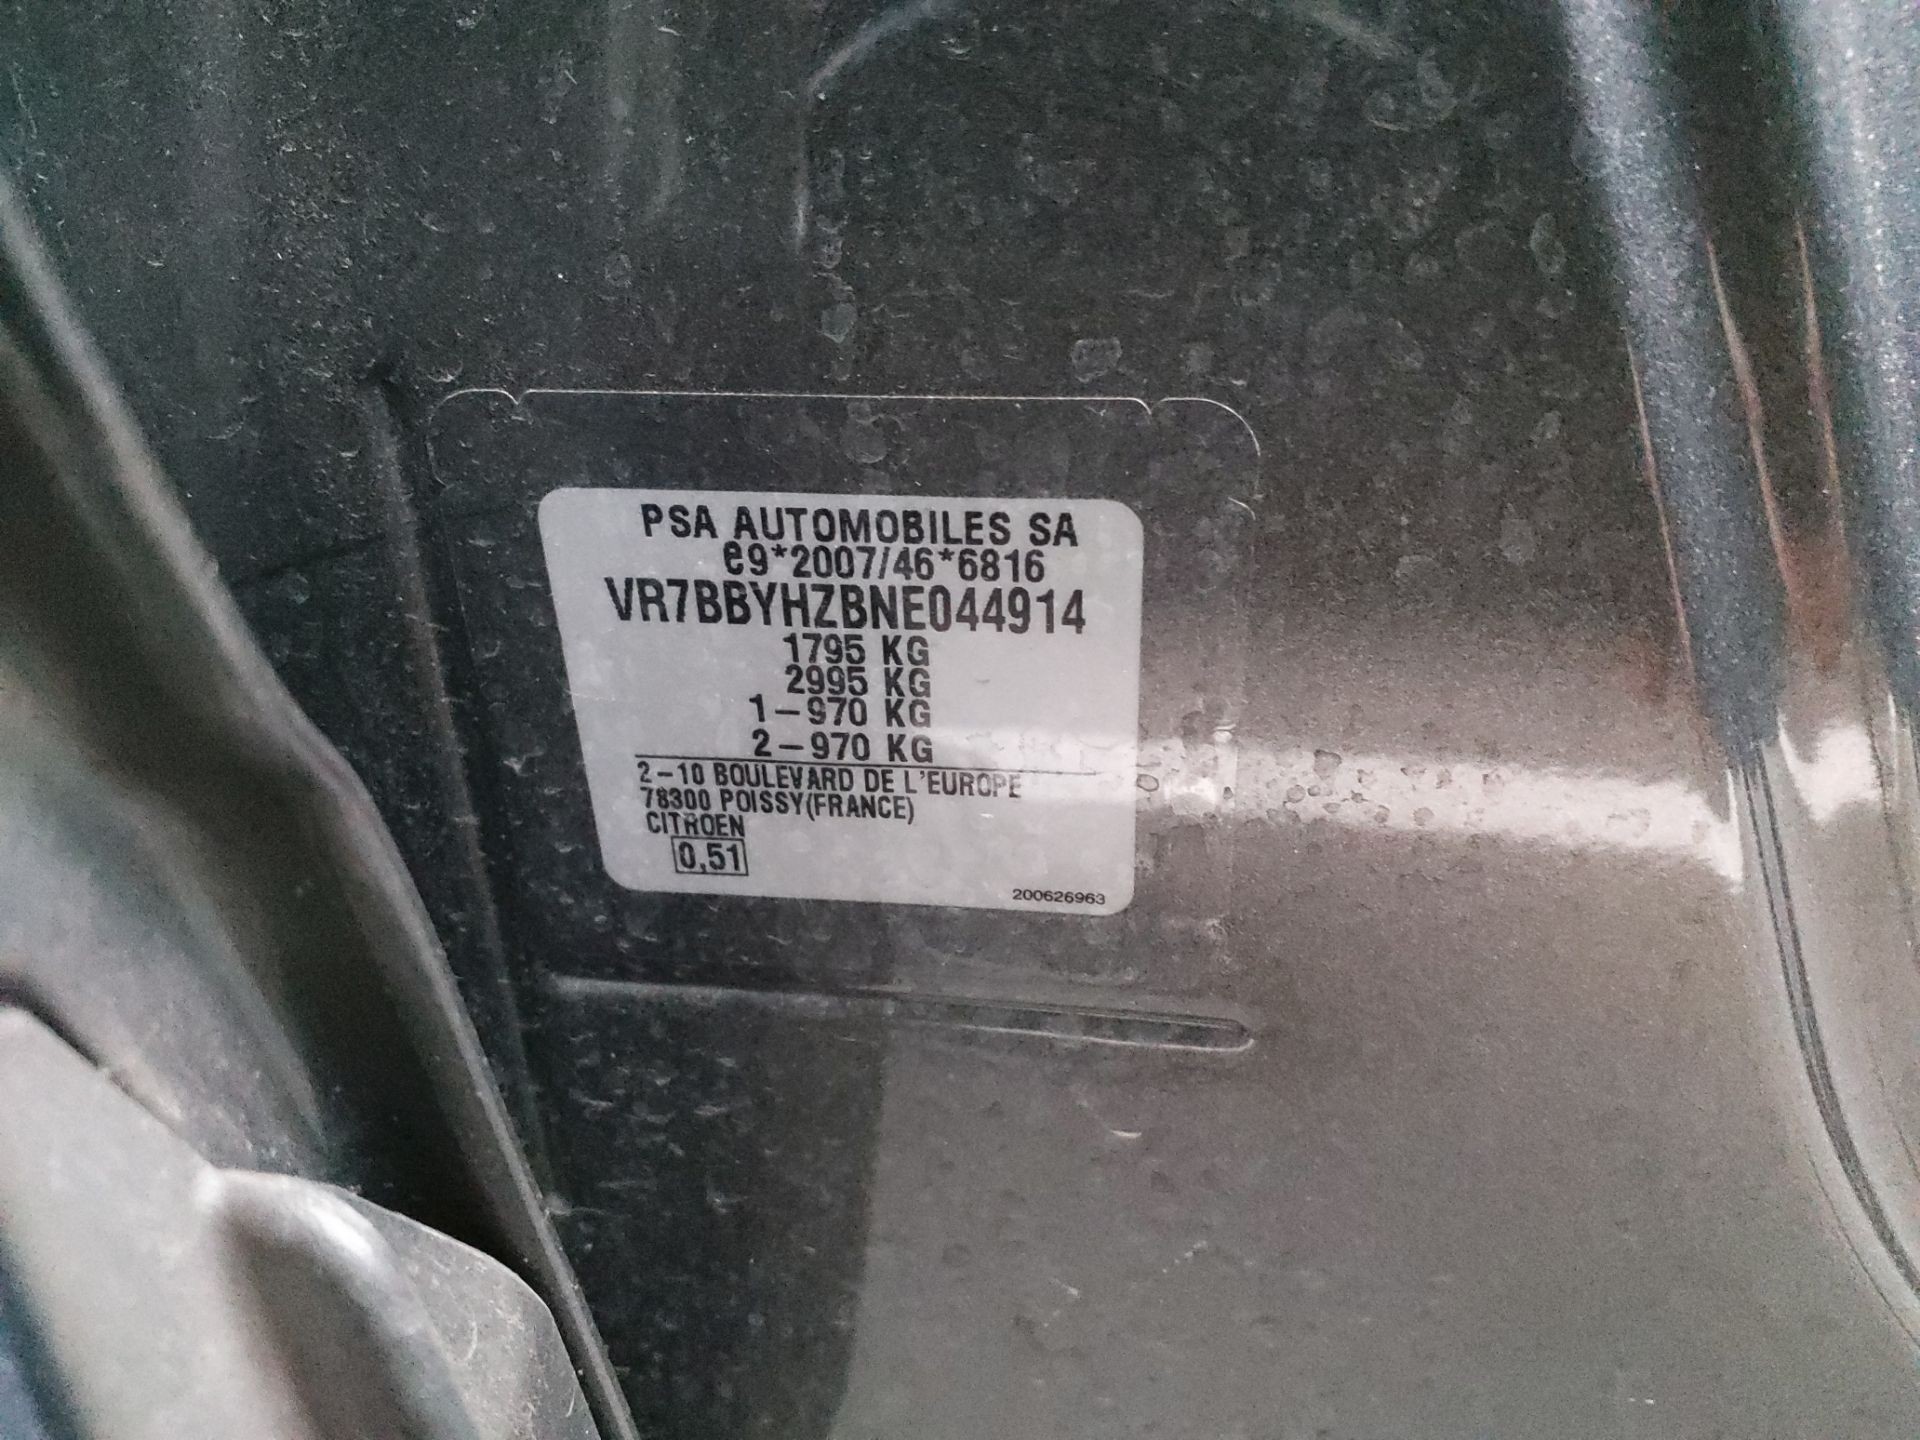 PSA AUTOMOBILES SA
e9*2007/46*6816
VR7BBYHZBNE044914
1795 KG
2995 KG
1-970 KG
2-970 KG
2-10 BOULEVARD DE L'EUROPE
78300 POISSY(FRANCE)
CITROEN
0,51
200626963